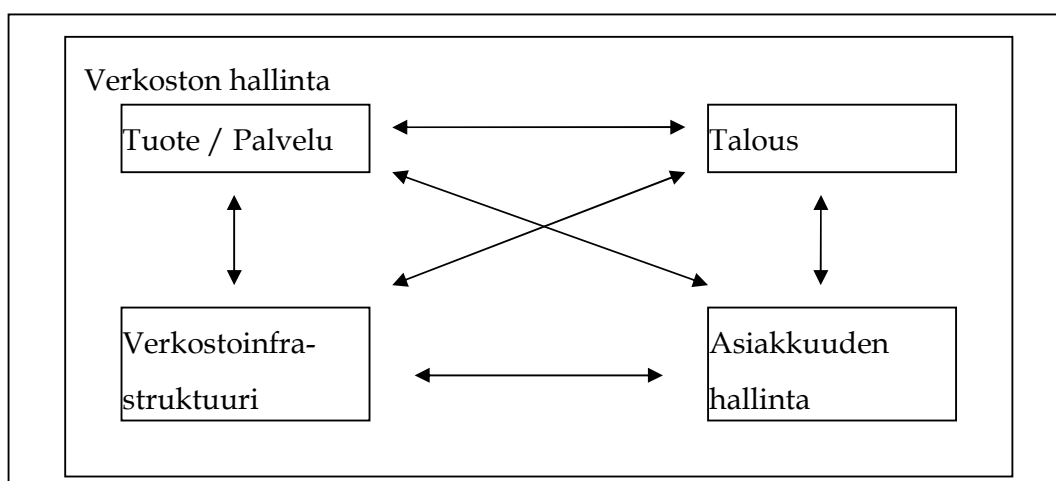 Verkoston hallinta
Tuote / Palvelu
Talous
Verkostoinfra-
struktuuri
Asiakkuuden
hallinta